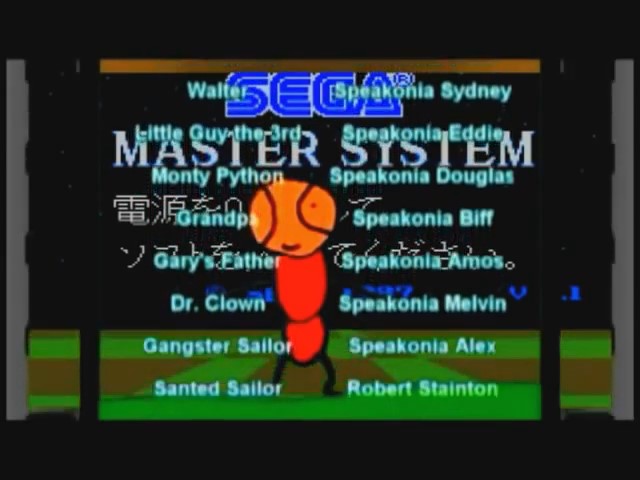 SEGA®
Walter Speakonia Sydney
Little Guy the 3rd Speakonia Eddie
MASTER SYSTEM
Monty Python Speakonia Douglas
電源を て
Grandpa Speakonia Biff
ソフトを てください。
Gary's Father Speakonia Amos
Dr. Clown Speakonia Melvin
Gangster Sailor Speakonia Alex
Santed Sailor Robert Stainton